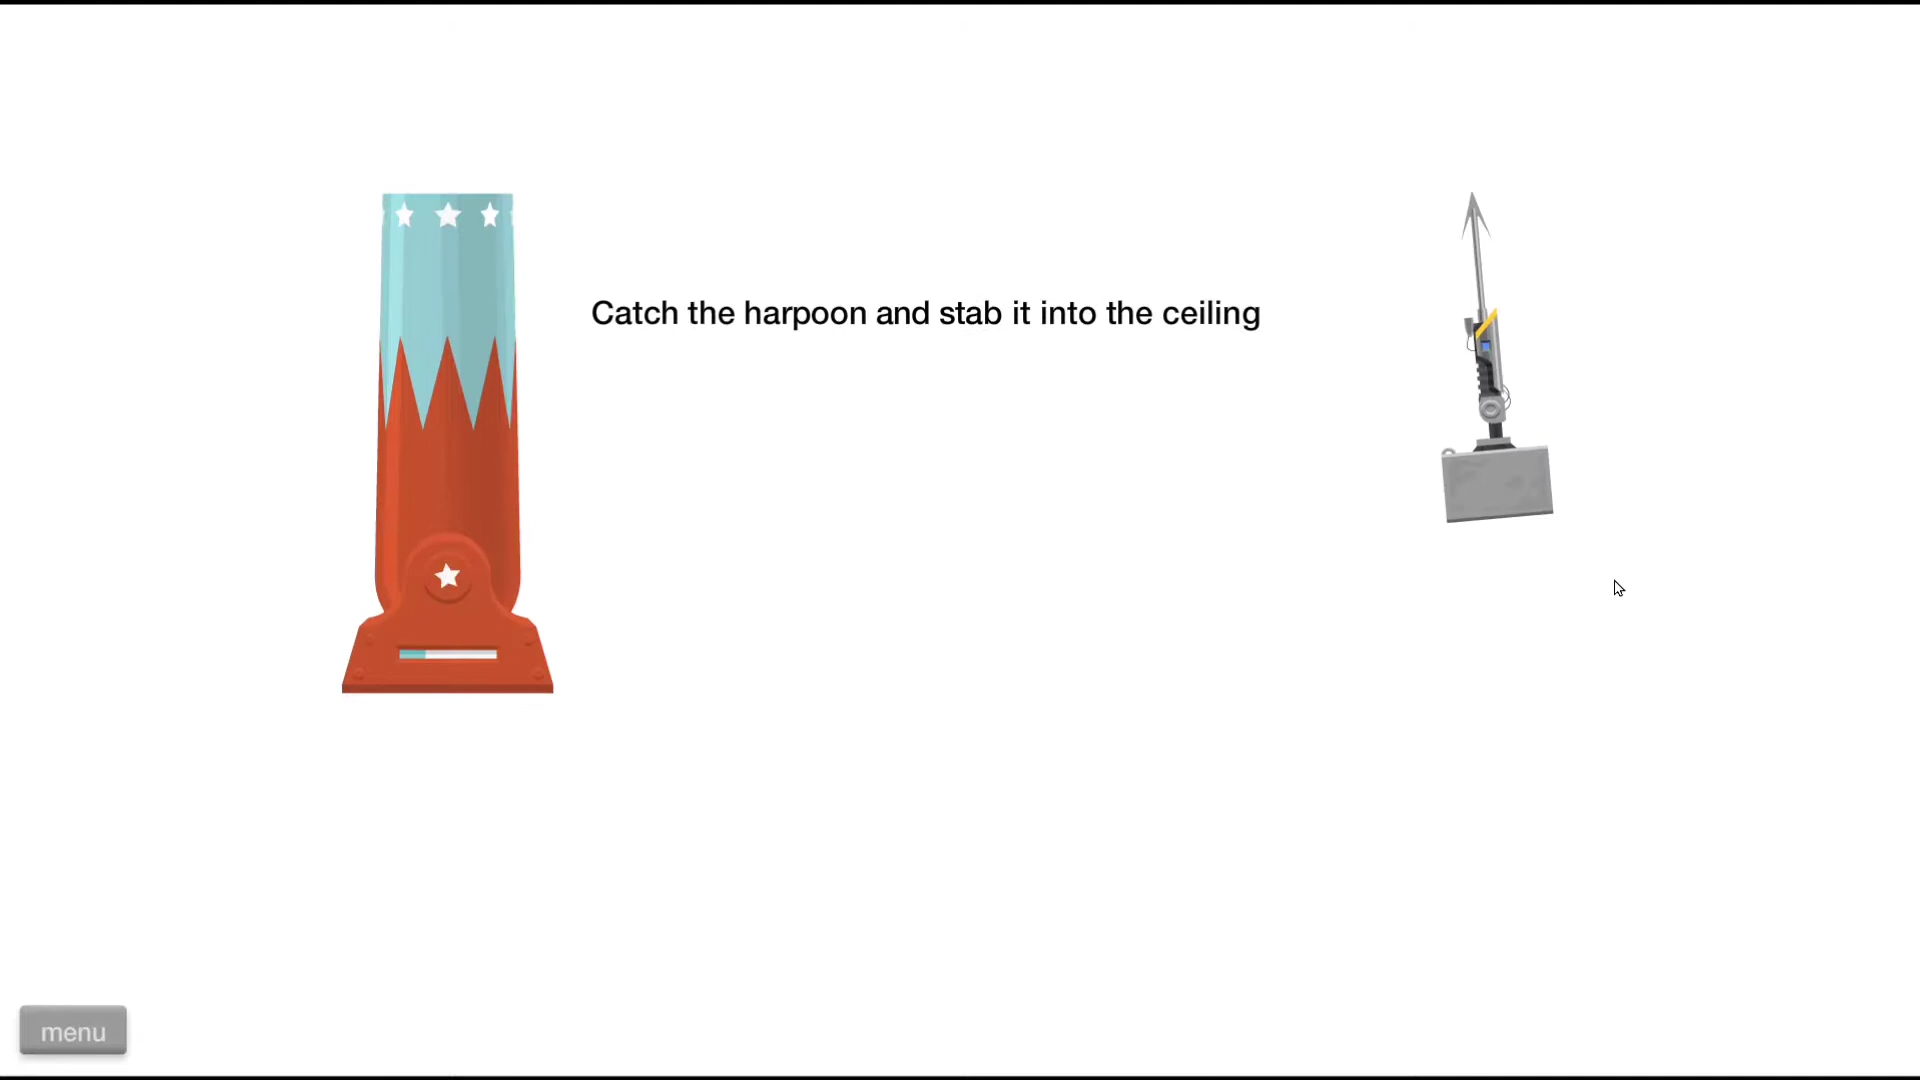 Catch the harpoon and stab it into the ceiling
menu